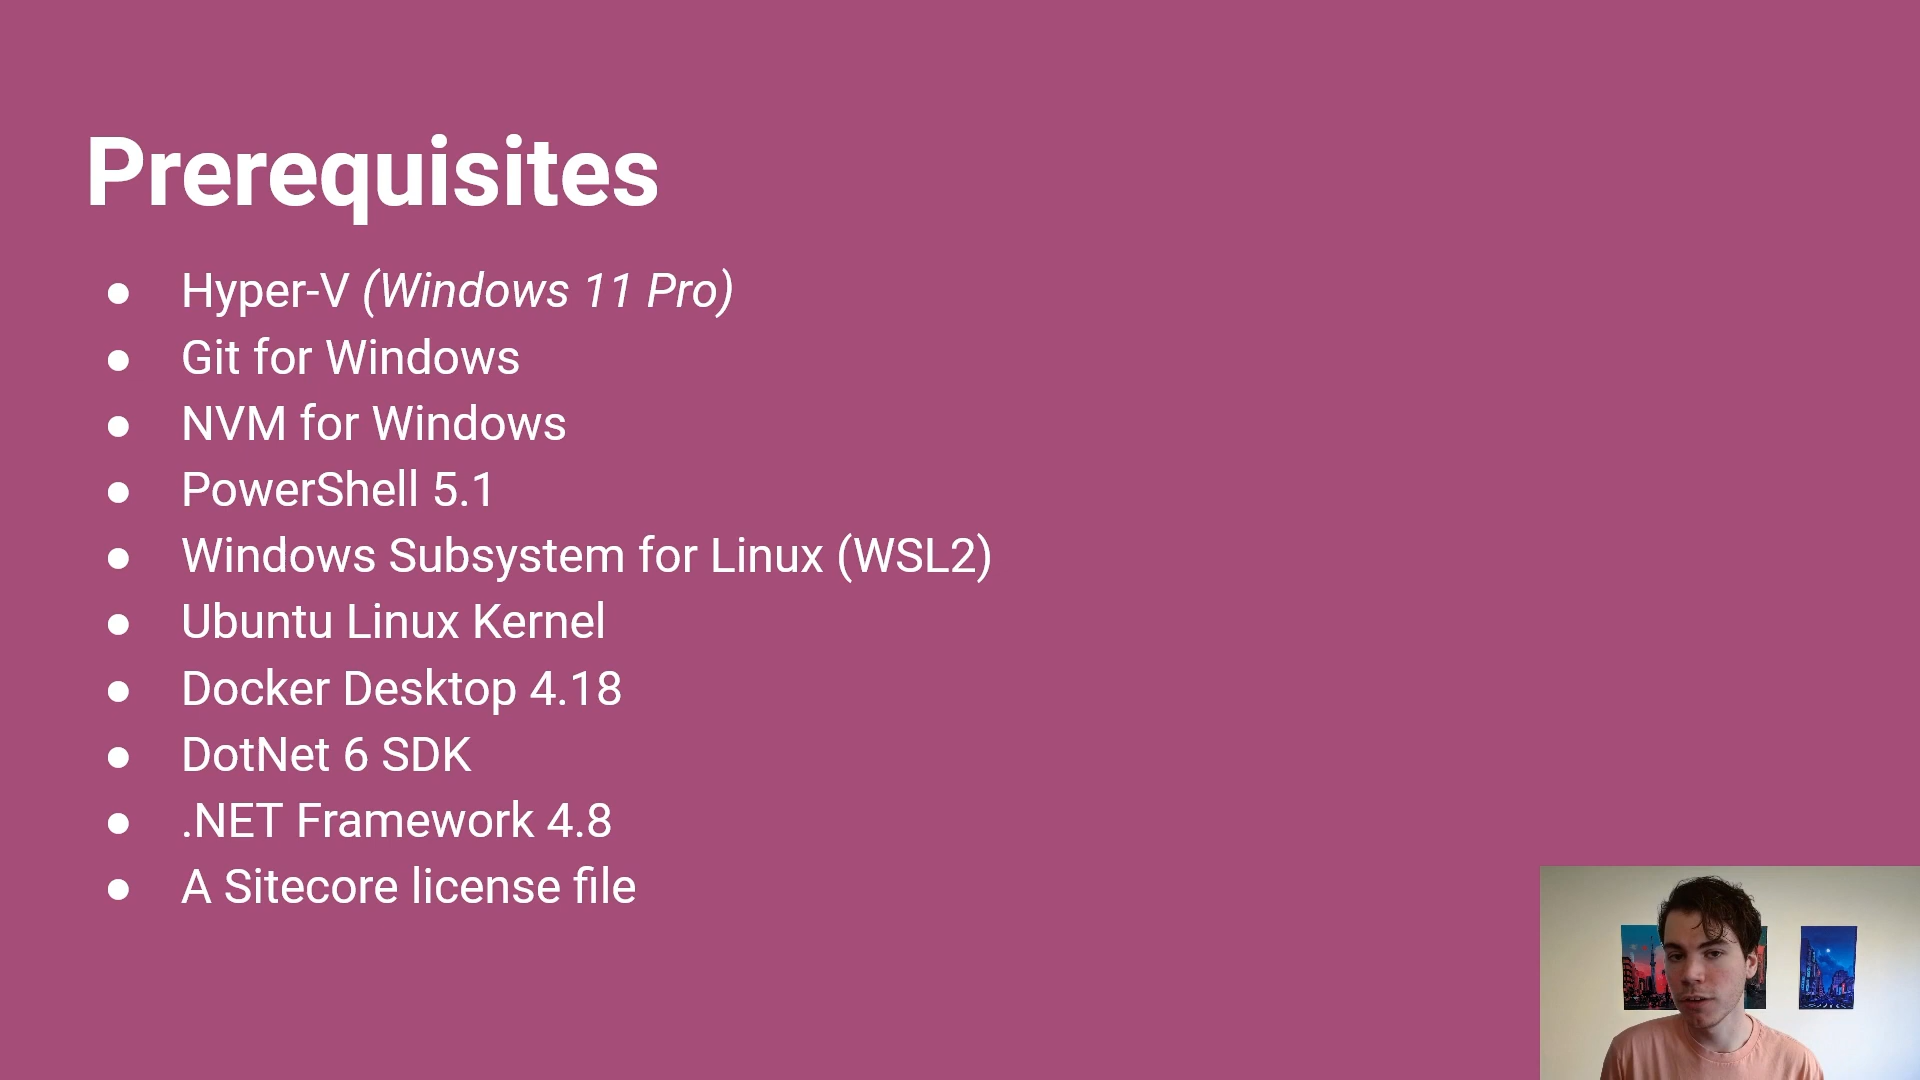 Prerequisites
● Hyper-V (Windows 11 Pro)
● Git for Windows
● NVM for Windows
● PowerShell 5.1
● Windows Subsystem for Linux (WSL2)
● Ubuntu Linux Kernel
● Docker Desktop 4.18
● DotNet 6 SDK
● .NET Framework 4.8
● A Sitecore license file